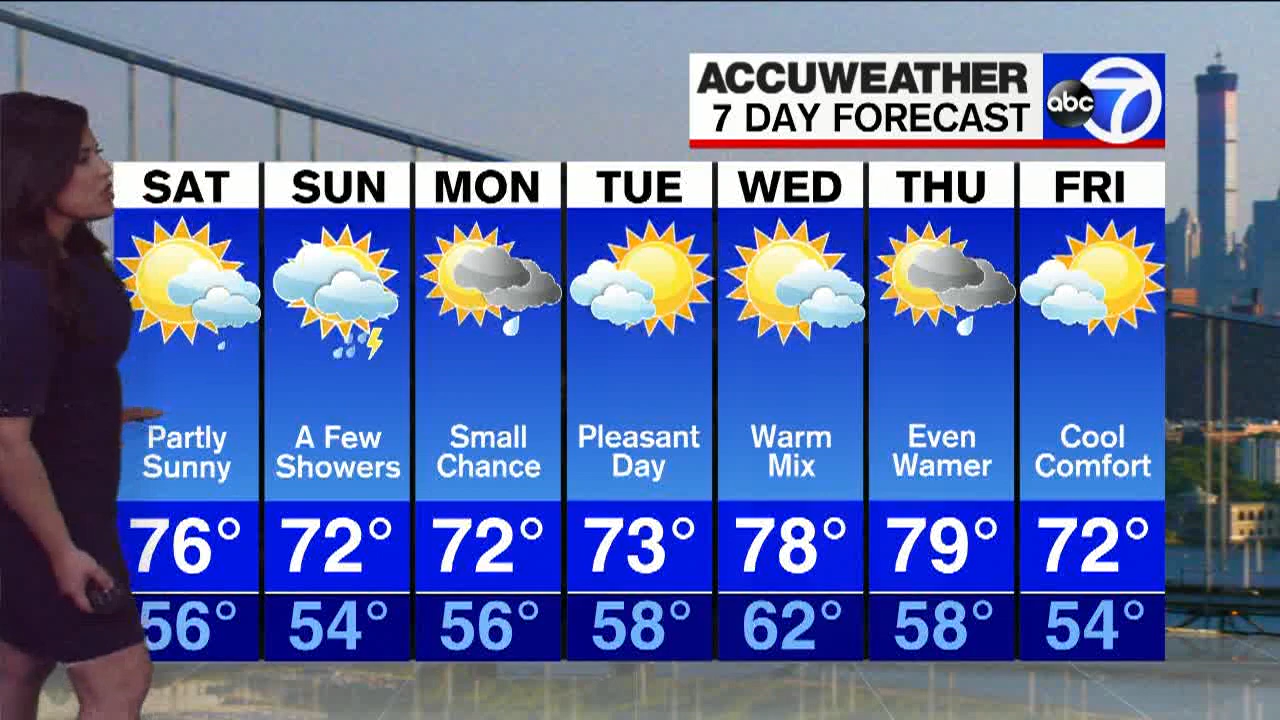 ACCUWEATHER
7 DAY FORECAST
abc 7
SAT SUN MON TUE WED THU FRI
Partly A Few Small Pleasant Warm Even Cool
Sunny Showers Chance Day Mix Wamer Comfort
76° 72° 72° 73° 78° 79° 72°
56° 54° 56° 58° 62° 58° 54°